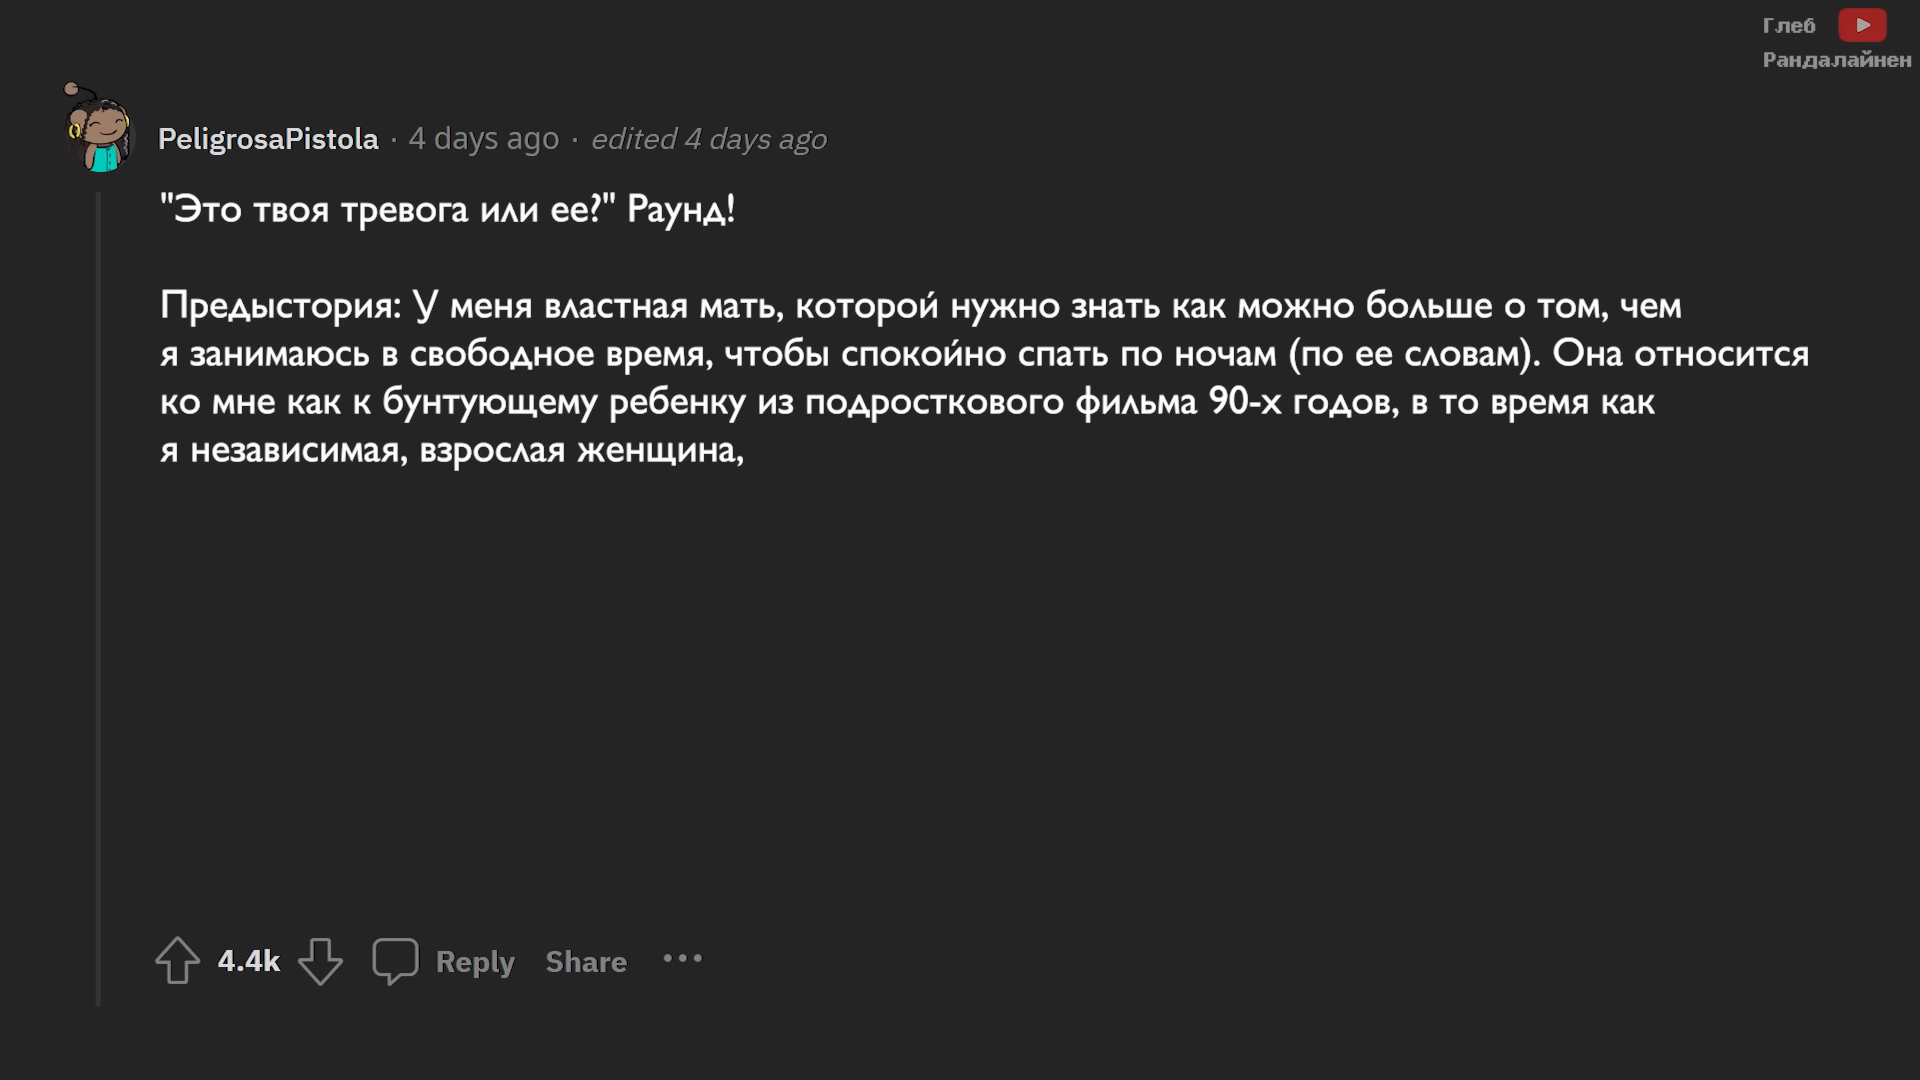 Глеб
Рандалайнен
PeligrosaPistola · 4 days ago · edited 4 days ago
"Это твоя тревога или ее?" Раунд!
Предыстория: У меня властная мать, которой нужно знать как можно больше о том, чем
я занимаюсь в свободное время, чтобы спокойно спать по ночам (по ее словам). Она относится
ко мне как к бунтующему ребенку из подросткового фильма 90-х годов, в то время как
я независимая, взрослая женщина,
4.4k Reply Share ···